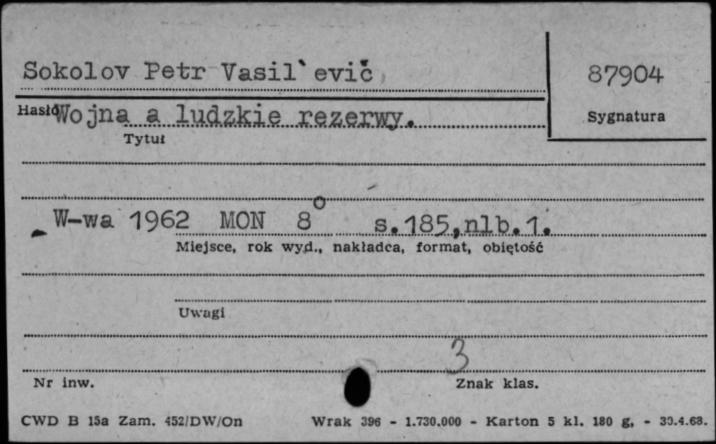 Sokolov Petr Vasil`evič
87904
Hasło
Wojna a ludzkie rezerwy.
Sygnatura
Tytuł
W-wa 1962 MON 8° s.185,nlb.1.
Miejsce, rok wyd., nakładca, format, objętość
Uwagi
3
Nr inw.
Znak klas.
CWD B 15a Zam. 452/DW/On Wrak 396 - 1.730.000 - Karton 5 kl. 180 g, - 30.4.68.